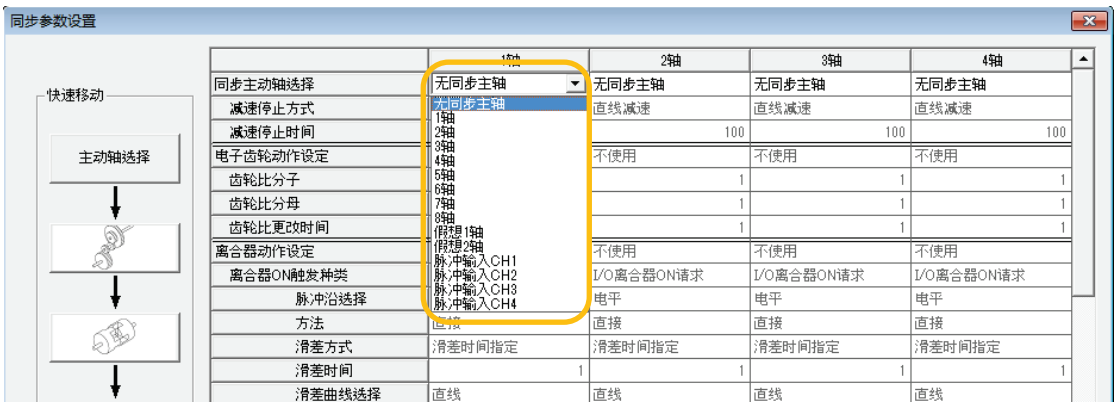 同步参数设置
快速移动
主动轴选择
1轴 2轴 3轴 4轴
同步主动轴选择 无同步主轴 无同步主轴 无同步主轴 无同步主轴
减速停止方式 直线减速 直线减速 直线减速
减速停止时间 100 100 100
电子齿轮动作设定 不使用 不使用 不使用
齿轮比分子 1 1 1
齿轮比分母 1 1 1
齿轮比更改时间 1 1 1
离合器动作设定 不使用 不使用 不使用
离合器ON触发种类 I/O离合器ON请求 I/O离合器ON请求 I/O离合器ON请求
脉冲沿选择 电平 电平 电平
方法 直接 直接 直接 直接
滑差方式 滑差时间指定 滑差时间指定 滑差时间指定 滑差时间指定
滑差时间 1 1 1 1
滑差曲线选择 直线 直线 直线 直线
无同步主轴
1轴
2轴
3轴
4轴
5轴
6轴
7轴
8轴
假想1轴
假想2轴
脉冲输入CH1
脉冲输入CH2
脉冲输入CH3
脉冲输入CH4